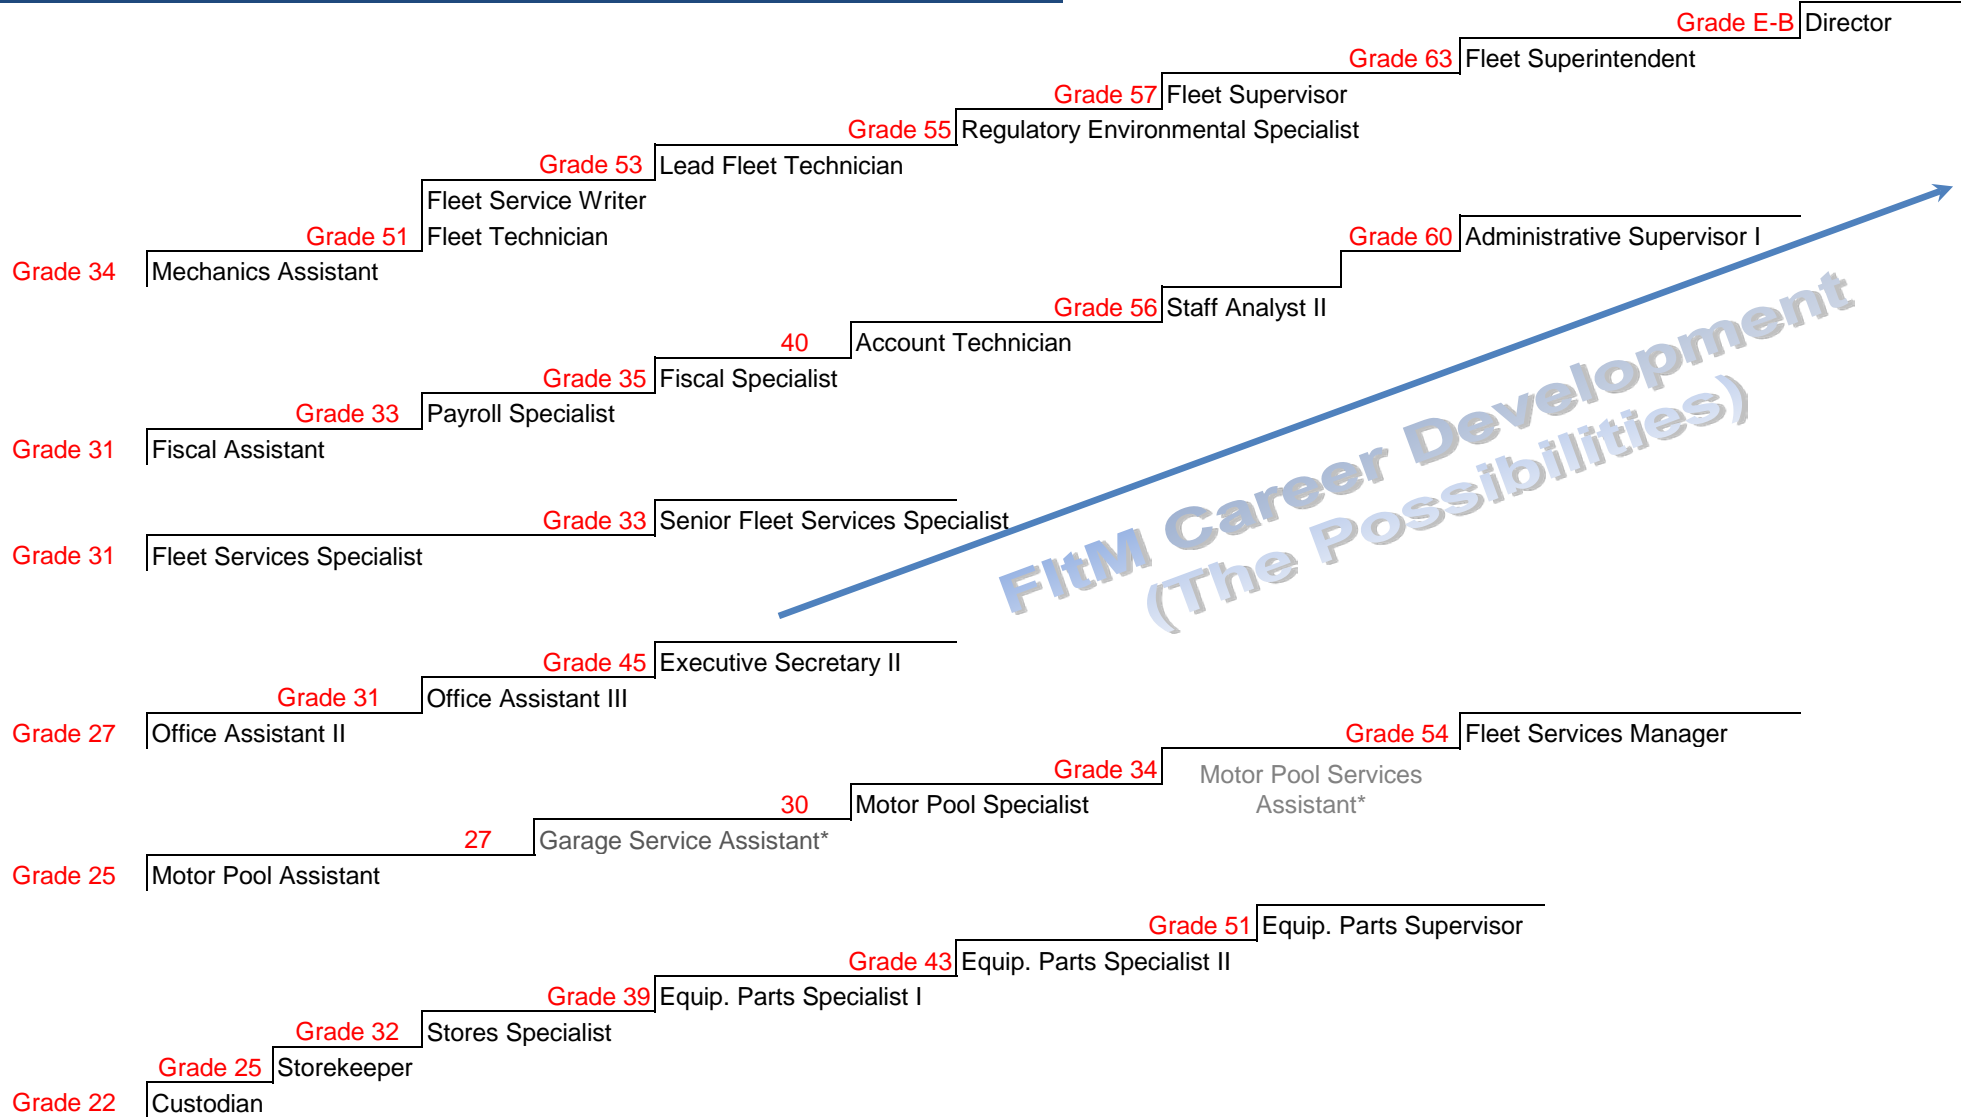 Grade E-B Director
Grade 63 Fleet Superintendent
Grade 57 Fleet Supervisor
Grade 55 Regulatory Environmental Specialist
Grade 53 Lead Fleet Technician
Fleet Service Writer
Grade 51 Fleet Technician
Grade 34 Mechanics Assistant
Grade 60 Administrative Supervisor I
Grade 56 Staff Analyst II
40 Account Technician
Grade 35 Fiscal Specialist
Grade 33 Payroll Specialist
Grade 31 Fiscal Assistant
Grade 33 Senior Fleet Services Specialist
Grade 31 Fleet Services Specialist
FltM Career Development
(The Possibilities)
Grade 45 Executive Secretary II
Grade 31 Office Assistant III
Grade 27 Office Assistant II
Grade 54 Fleet Services Manager
Grade 34 Motor Pool Services
Assistant*
30 Motor Pool Specialist
27 Garage Service Assistant*
Grade 25 Motor Pool Assistant
Grade 51 Equip. Parts Supervisor
Grade 43 Equip. Parts Specialist II
Grade 39 Equip. Parts Specialist I
Grade 32 Stores Specialist
Grade 25 Storekeeper
Grade 22 Custodian